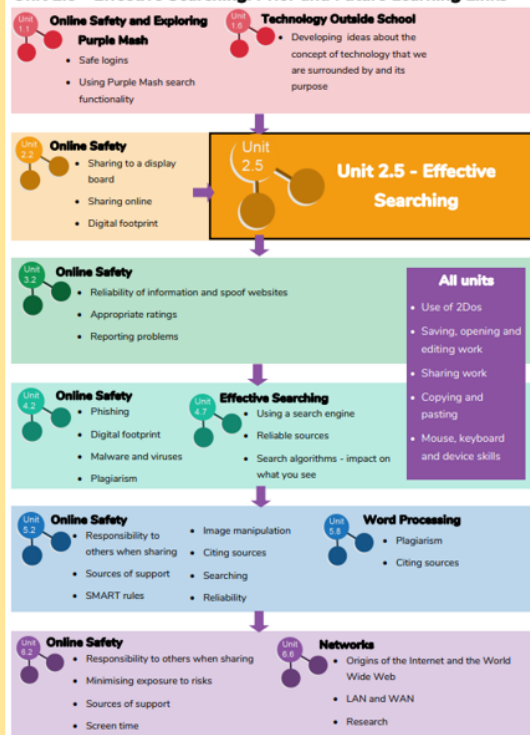 Unit 1.1
Online Safety and Exploring
Purple Mash
• Safe logins
• Using Purple Mash search
functionality
Unit 1.6
Technology Outside School
• Developing ideas about the
concept of technology that we
are surrounded by and its
purpose
Unit 2.2
Online Safety
• Sharing to a display
board
• Sharing online
• Digital footprint
Unit
2.5
Unit 2.5 - Effective
Searching
Unit
3.2
Online Safety
• Reliability of information and spoof websites
• Appropriate ratings
• Reporting problems
All units
• Use of 2Dos
• Saving, opening and
editing work
• Sharing work
• Copying and
pasting
• Mouse, keyboard
and device skills
Unit
4.2
Online Safety
• Phishing
• Digital footprint
• Malware and viruses
• Plagiarism
Unit
4.7
Effective Searching
• Using a search engine
• Reliable sources
• Search algorithms - impact on
what you see
Unit
5.2
Online Safety
• Responsibility to
others when sharing
• Sources of support
• SMART rules
• Image manipulation
• Citing sources
• Searching
• Reliability
Unit
5.8
Word Processing
• Plagiarism
• Citing sources
Unit
6.2
Online Safety
• Responsibility to others when sharing
• Minimising exposure to risks
• Sources of support
• Screen time
Unit
6.6
Networks
• Origins of the Internet and the World
Wide Web
• LAN and WAN
• Research